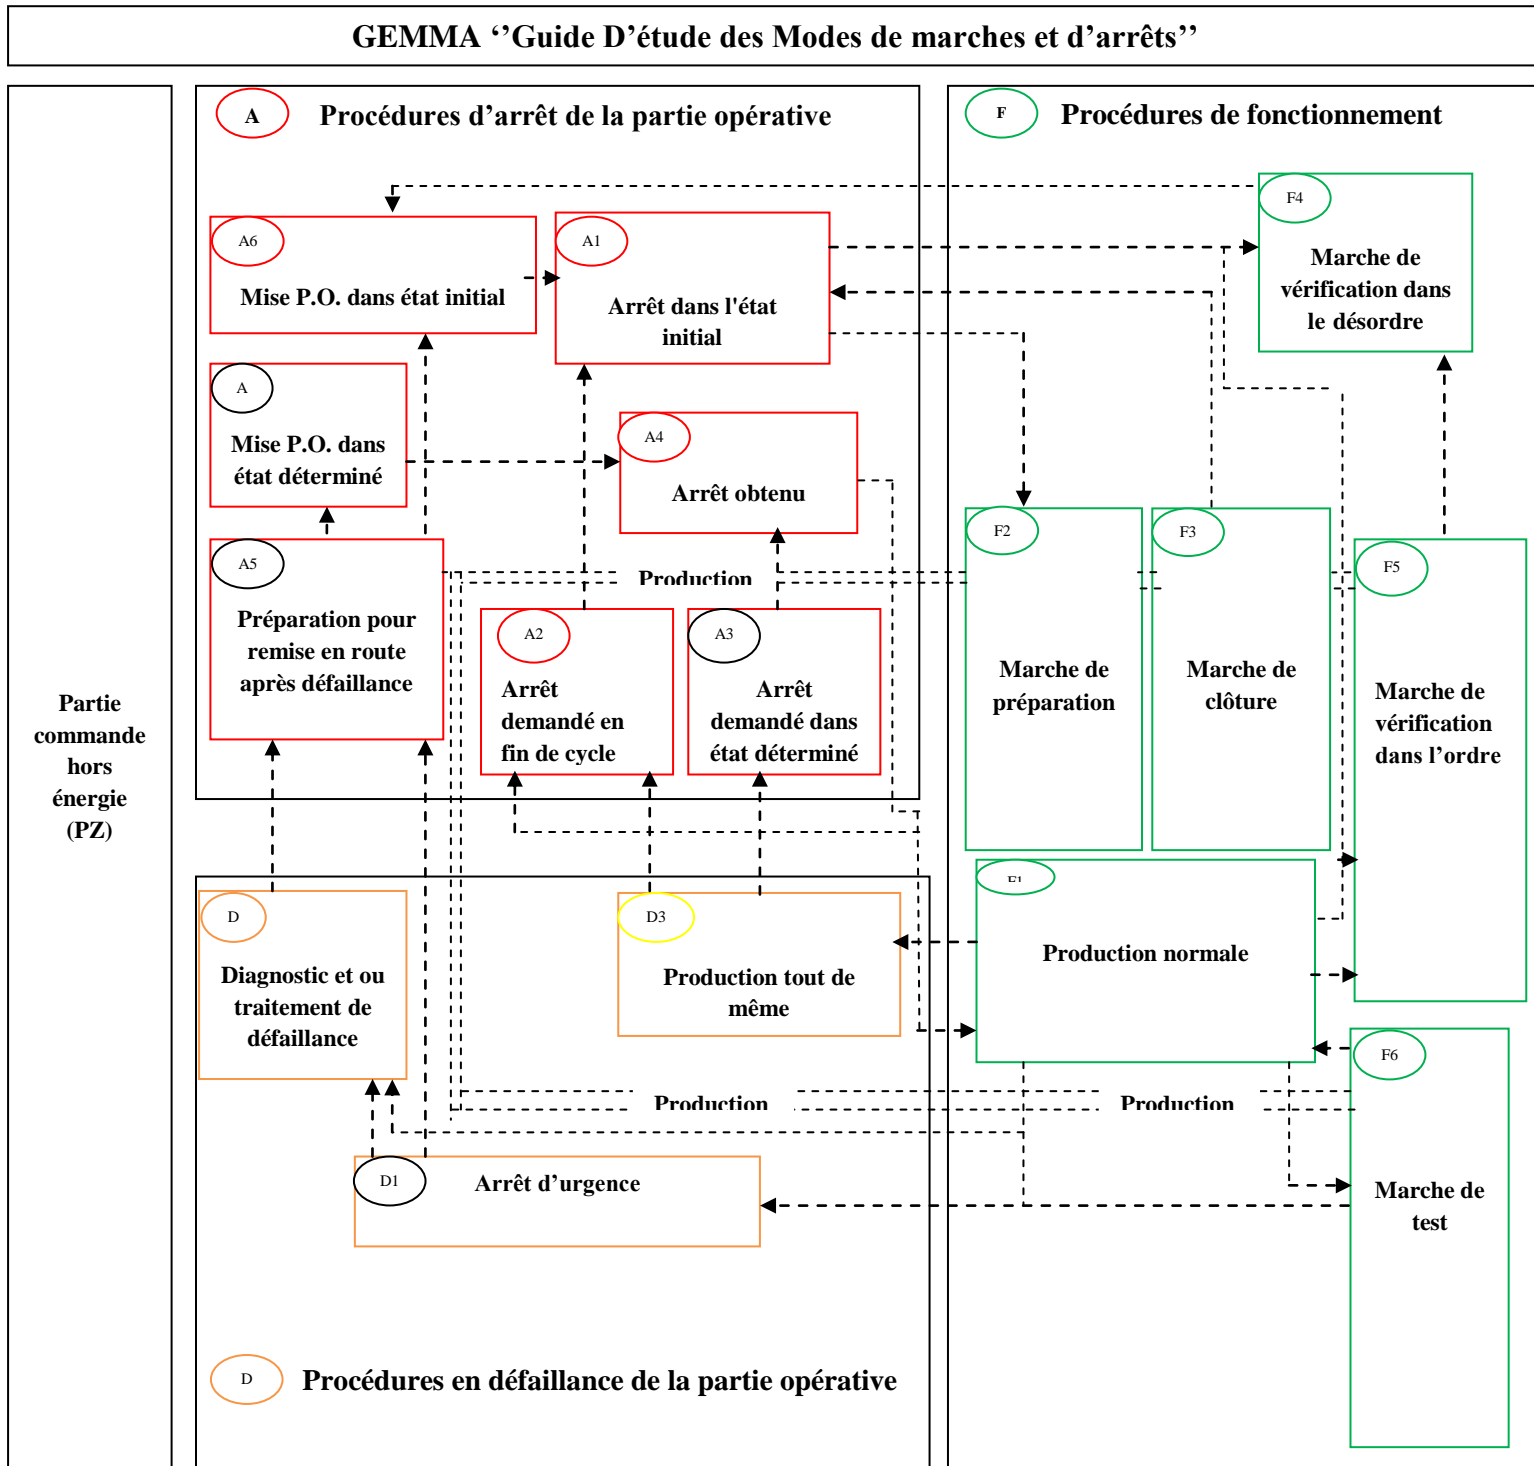 GEMMA ‘’Guide D’étude des Modes de marches et d’arrêts’’
Partie
commande
hors
énergie
(PZ)
A
Procédures d’arrêt de la partie opérative
A6
Mise P.O. dans état initial
A1
Arrêt dans l'état
initial
A
Mise P.O. dans
état déterminé
A4
Arrêt obtenu
A5
Préparation pour
remise en route
après défaillance
Production
A2
Arrêt
demandé en
fin de cycle
A3
Arrêt
demandé dans
état déterminé
F
Procédures de fonctionnement
F4
Marche de
vérification dans
le désordre
F2
Marche de
préparation
F3
Marche de
clôture
F5
Marche de
vérification
dans l’ordre
F1
Production normale
F6
Marche de
test
D
Diagnostic et ou
traitement de
défaillance
D3
Production tout de
même
Production
Production
D1
Arrêt d’urgence
D
Procédures en défaillance de la partie opérative